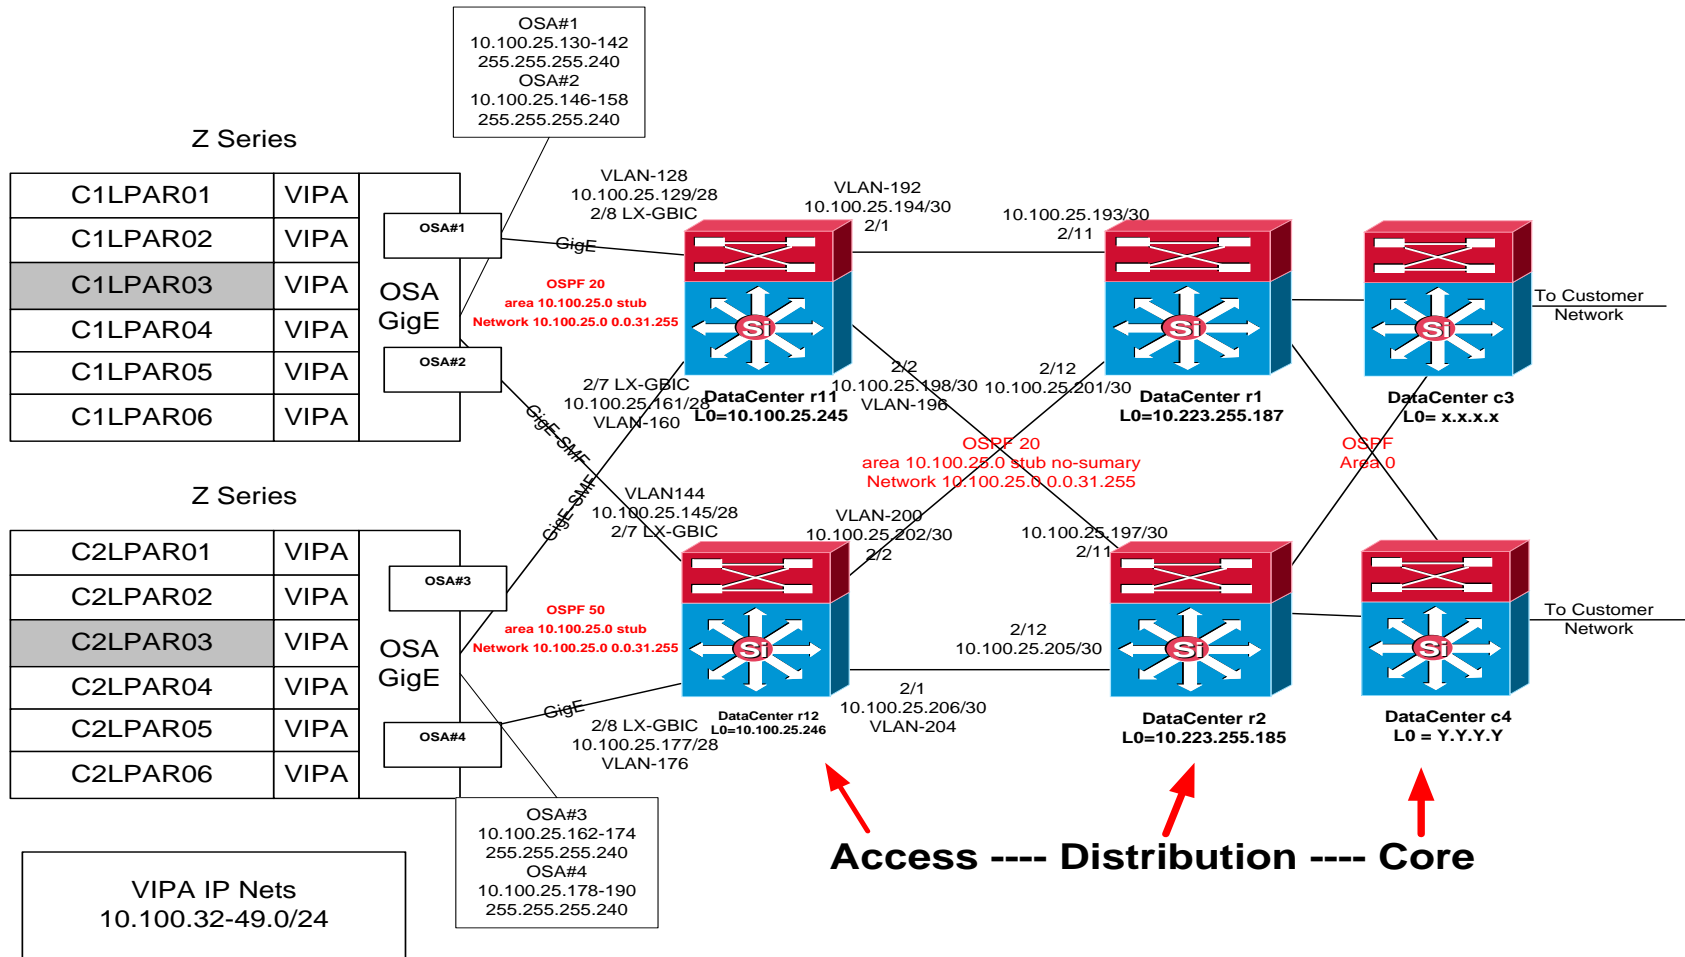 OSA#1
10.100.25.130-142
255.255.255.240
OSA#2
10.100.25.146-158
255.255.255.240
Z Series
C1LPAR01 VIPA
C1LPAR02 VIPA
C1LPAR03 VIPA
C1LPAR04 VIPA
C1LPAR05 VIPA
C1LPAR06 VIPA
OSA
GigE
OSA#1
OSA#2
GigE
VLAN-128
10.100.25.129/28
2/8 LX-GBIC
OSPF 20
area 10.100.25.0 stub
Network 10.100.25.0 0.0.31.255
2/7 LX-GBIC
10.100.25.161/28
VLAN-160
Si
DataCenter r11
L0=10.100.25.245
VLAN-192
10.100.25.194/30
2/1
10.100.25.193/30
2/11
2/2
10.100.25.198/30
VLAN-196
2/12
10.100.25.201/30
Si
DataCenter r1
L0=10.223.255.187
Si
DataCenter c3
L0= x.x.x.x
To Customer
Network
GigE-SMF
GigE-SMF
OSPF 20
area 10.100.25.0 stub no-sumary
Network 10.100.25.0 0.0.31.255
OSPF
Area 0
Z Series
C2LPAR01 VIPA
C2LPAR02 VIPA
C2LPAR03 VIPA
C2LPAR04 VIPA
C2LPAR05 VIPA
C2LPAR06 VIPA
OSA
GigE
OSA#3
OSA#4
GigE
VLAN144
10.100.25.145/28
2/7 LX-GBIC
OSPF 50
area 10.100.25.0 stub
Network 10.100.25.0 0.0.31.255
2/8 LX-GBIC
10.100.25.177/28
VLAN-176
Si
DataCenter r12
L0=10.100.25.246
VLAN-200
10.100.25.202/30
2/2
10.100.25.197/30
2/11
2/12
10.100.25.205/30
2/1
10.100.25.206/30
VLAN-204
Si
DataCenter r2
L0=10.223.255.185
Si
DataCenter c4
L0 = Y.Y.Y.Y
To Customer
Network
OSA#3
10.100.25.162-174
255.255.255.240
OSA#4
10.100.25.178-190
255.255.255.240
Access ---- Distribution ---- Core
VIPA IP Nets
10.100.32-49.0/24